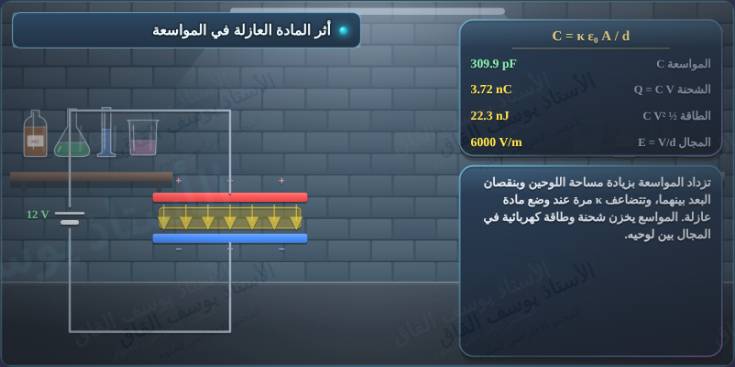 أثر المادة العازلة في المواسعة
C = κ ε₀ A / d
المواسعة C 309.9 pF
الشحنة Q = C V 3.72 nC
الطاقة ½ C V² 22.3 nJ
المجال E = V/d 6000 V/m
تزداد المواسعة بزيادة مساحة اللوحين وبنقصان
البعد بينهما، وتتضاعف κ مرة عند وضع مادة
عازلة. المواسع يخزن شحنة وطاقة كهربائية في
المجال بين لوحيه.
12 V
+ + +
− − −
الأستاذ يوسف